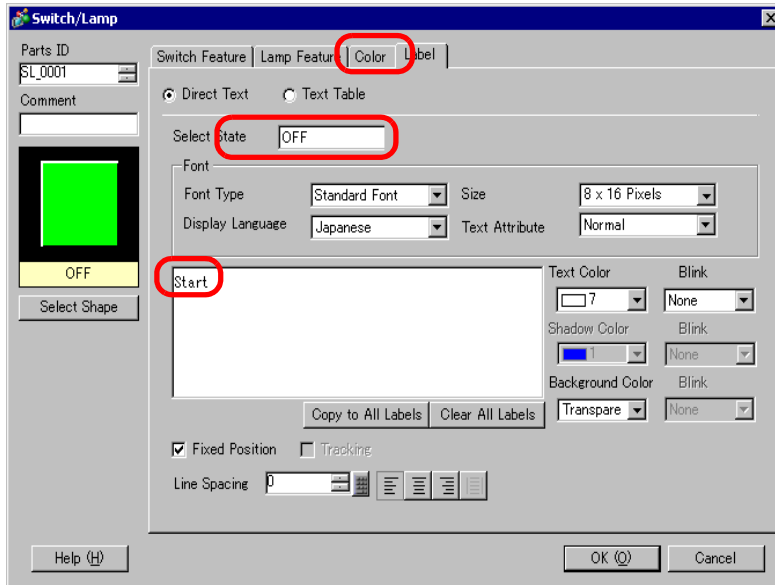 Switch/Lamp
Parts ID
SL_0001
Comment
OFF
Select Shape
Switch Feature
Lamp Feature
Color
Label
Direct Text
Text Table
Select State
OFF
Font
Font Type
Standard Font
Size
8 x 16 Pixels
Display Language
Japanese
Text Attribute
Normal
Start
Text Color
Blink
7
None
Shadow Color
Blink
1
None
Background Color
Blink
Transpare
None
Copy to All Labels
Clear All Labels
Fixed Position
Tracking
Line Spacing
0
Help (H)
OK (O)
Cancel